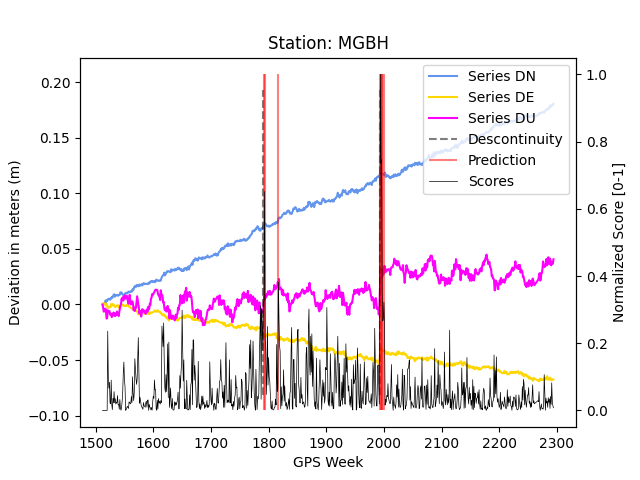 Station: MGBH
Series DN
Series DE
Series DU
Descontinuity
Prediction
Scores
0.20
0.15
0.10
0.05
0.00
−0.05
−0.10
Deviation in meters (m)
1.0
0.8
0.6
0.4
0.2
0.0
Normalized Score [0-1]
1500 1600 1700 1800 1900 2000 2100 2200 2300
GPS Week